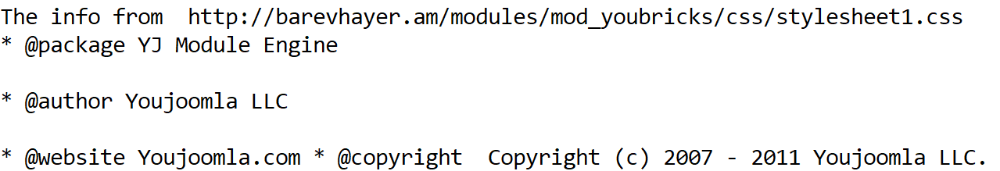 The info from  http://barevhayer.am/modules/mod_youbricks/css/stylesheet1.css
* @package YJ Module Engine
* @author Youjoomla LLC
* @website Youjoomla.com * @copyright  Copyright (c) 2007 - 2011 Youjoomla LLC.